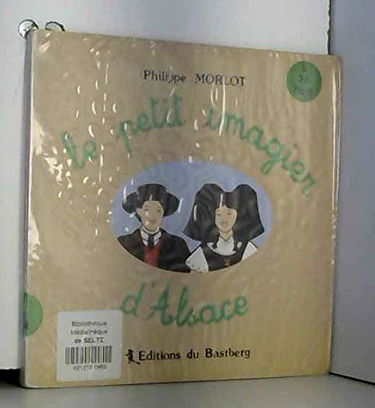 Philippe MORLOT
le petit imagier
d'Alsace
Bibliothèque
Médiathèque
de SELTZ
Editions du Bastberg